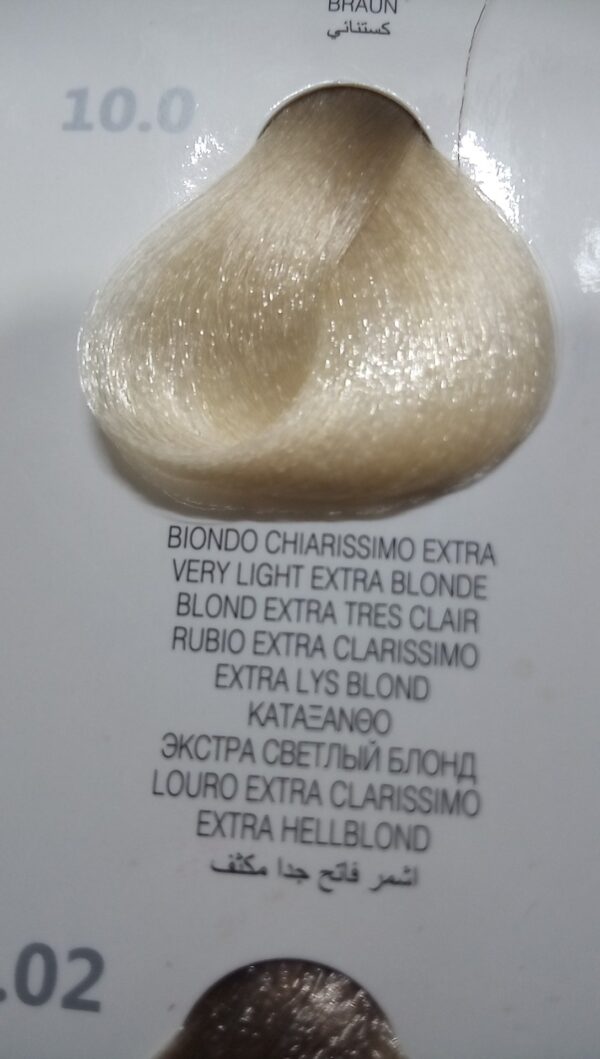 BRAUN
كستنائي
10.0
BIONDO CHIARISSIMO EXTRA
VERY LIGHT EXTRA BLONDE
BLOND EXTRA TRES CLAIR
RUBIO EXTRA CLARISSIMO
EXTRA LYS BLOND
ΚΑΤΑΞΑΝΘΟ
ЭКСТРА СВЕТЛЫЙ БЛОНД
LOURO EXTRA CLARISSIMO
EXTRA HELLBLOND
اشمر فاتح جدا مكثف
.02